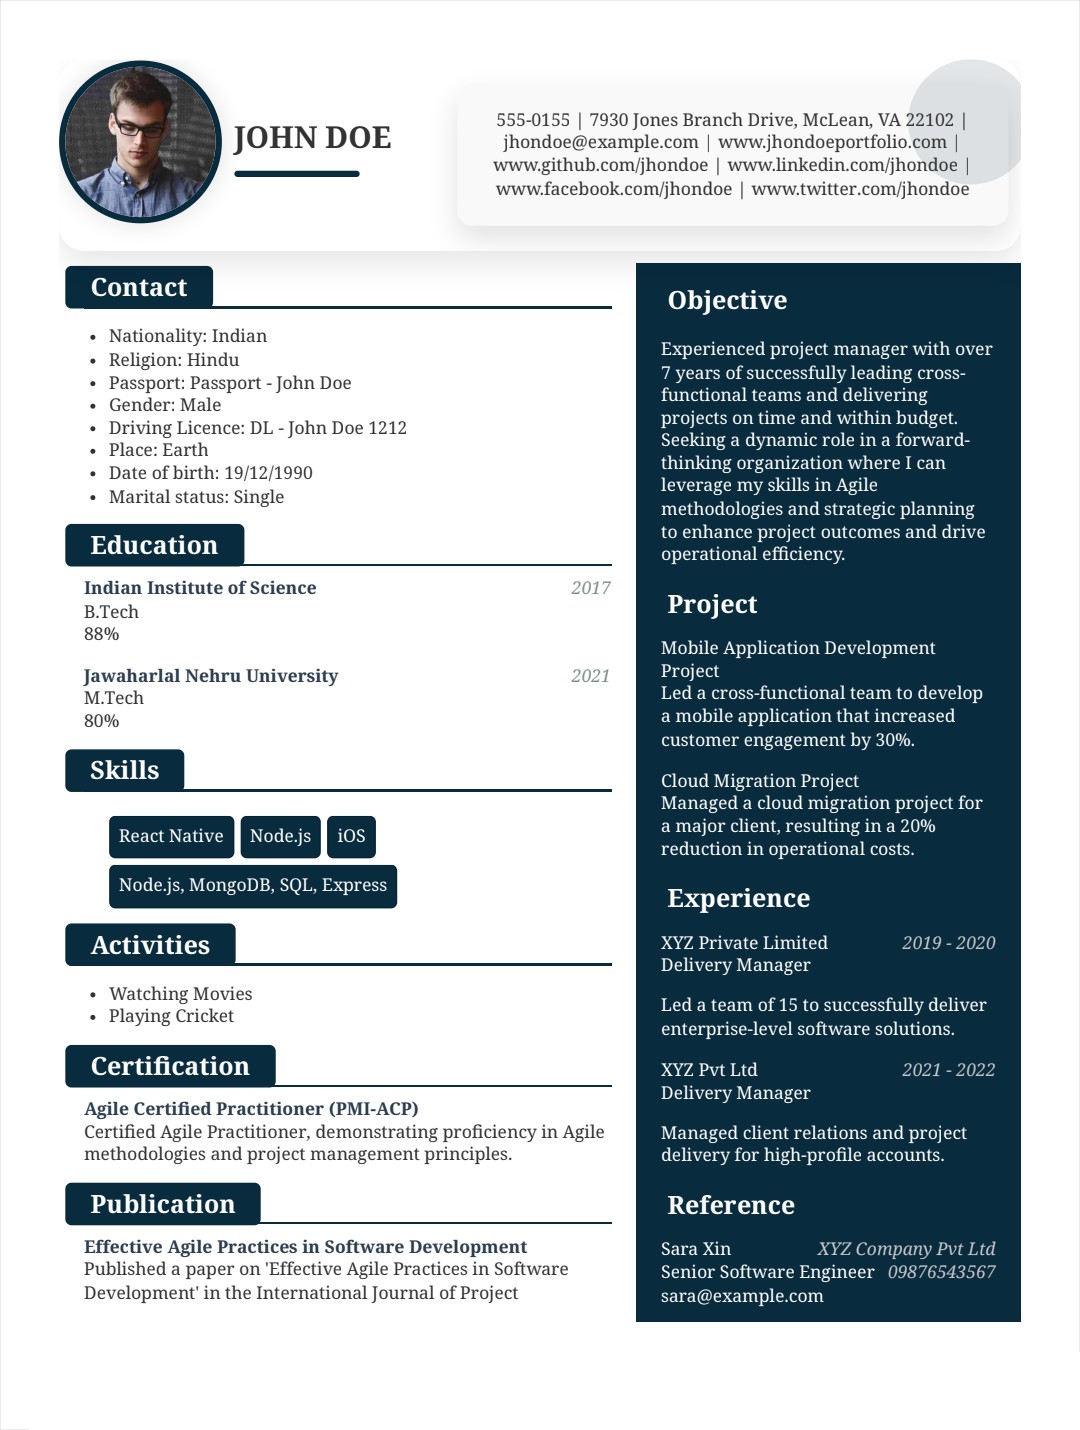 JOHN DOE
555-0155 | 7930 Jones Branch Drive, McLean, VA 22102 |
jhondoe@example.com | www.jhondoeportfolio.com |
www.github.com/jhondoe | www.linkedin.com/jhondoe |
www.facebook.com/jhondoe | www.twitter.com/jhondoe
Contact
• Nationality: Indian
• Religion: Hindu
• Passport: Passport - John Doe
• Gender: Male
• Driving Licence: DL - John Doe 1212
• Place: Earth
• Date of birth: 19/12/1990
• Marital status: Single
Education
Indian Institute of Science 2017
B.Tech
88%
Jawaharlal Nehru University 2021
M.Tech
80%
Skills
React Native Node.js iOS
Node.js, MongoDB, SQL, Express
Activities
• Watching Movies
• Playing Cricket
Certification
Agile Certified Practitioner (PMI-ACP)
Certified Agile Practitioner, demonstrating proficiency in Agile
methodologies and project management principles.
Publication
Effective Agile Practices in Software Development
Published a paper on 'Effective Agile Practices in Software
Development' in the International Journal of Project
Objective
Experienced project manager with over
7 years of successfully leading cross-
functional teams and delivering
projects on time and within budget.
Seeking a dynamic role in a forward-
thinking organization where I can
leverage my skills in Agile
methodologies and strategic planning
to enhance project outcomes and drive
operational efficiency.
Project
Mobile Application Development
Project
Led a cross-functional team to develop
a mobile application that increased
customer engagement by 30%.
Cloud Migration Project
Managed a cloud migration project for
a major client, resulting in a 20%
reduction in operational costs.
Experience
XYZ Private Limited 2019 - 2020
Delivery Manager
Led a team of 15 to successfully deliver
enterprise-level software solutions.
XYZ Pvt Ltd 2021 - 2022
Delivery Manager
Managed client relations and project
delivery for high-profile accounts.
Reference
Sara Xin XYZ Company Pvt Ltd
Senior Software Engineer 09876543567
sara@example.com